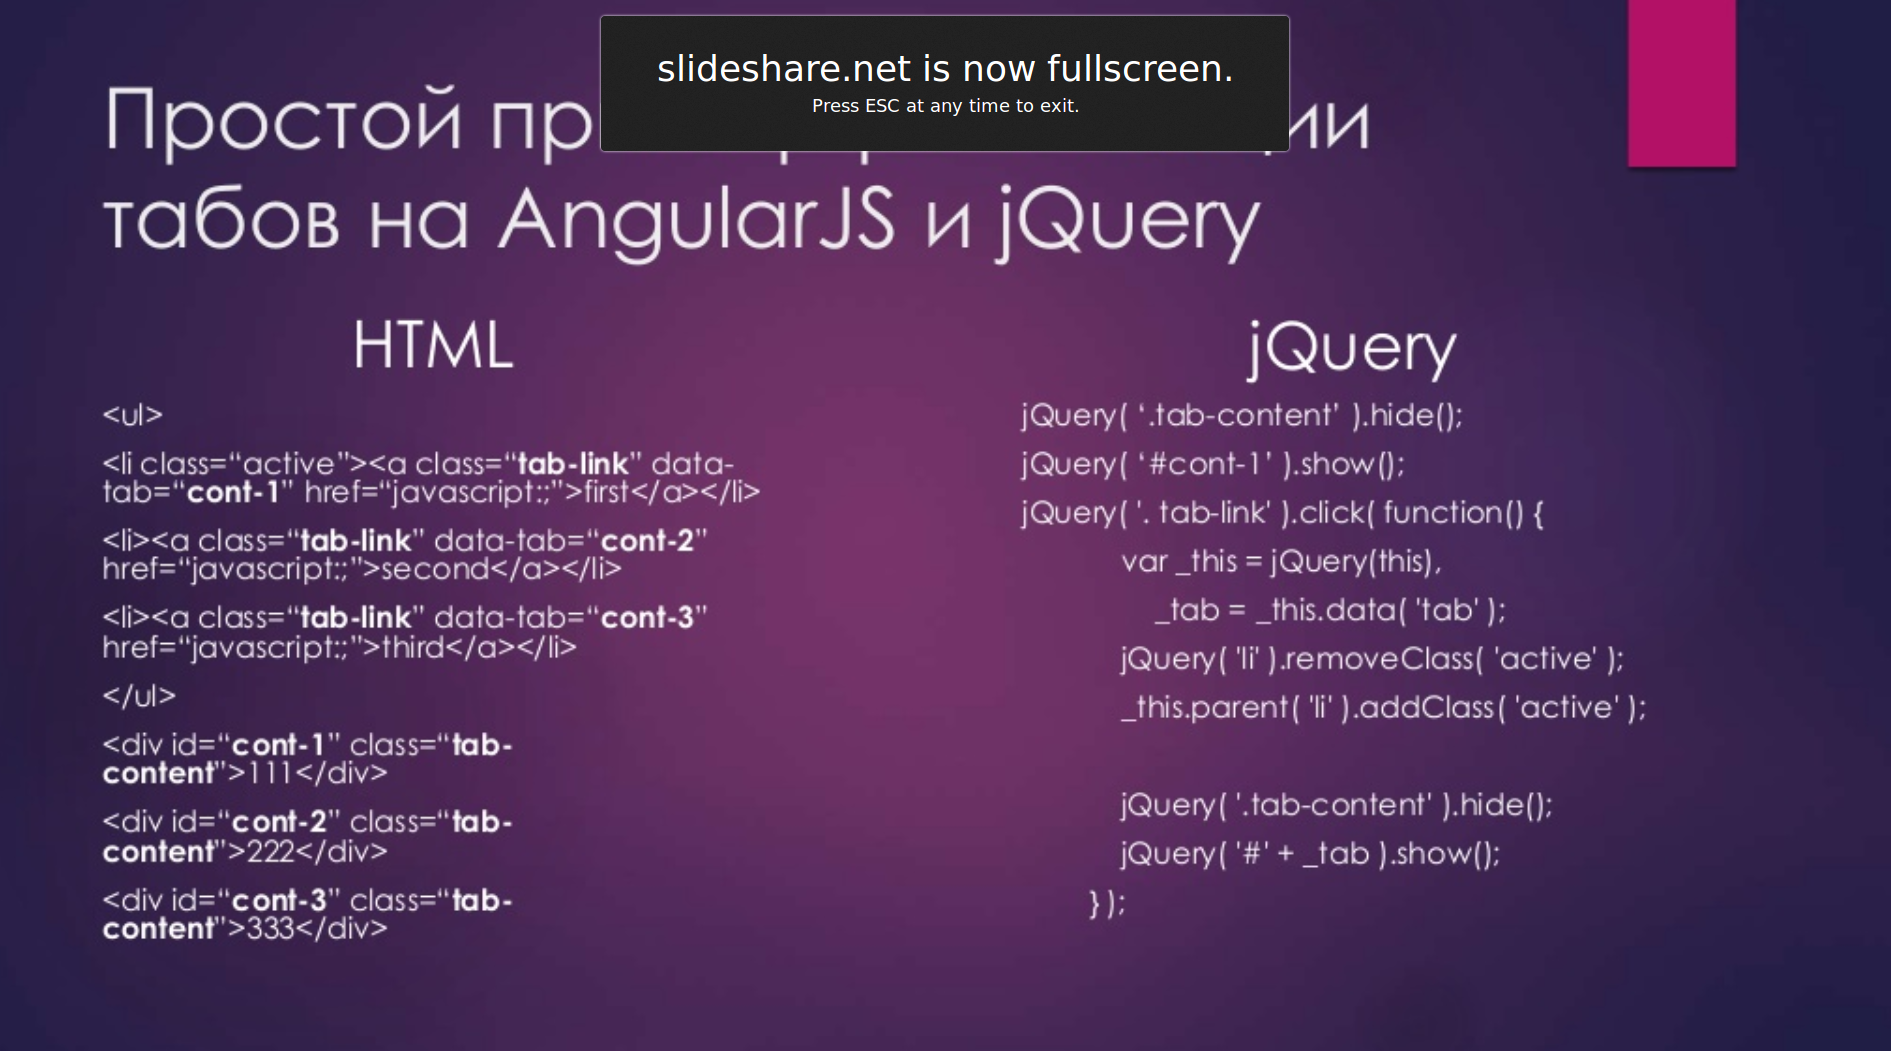 slideshare.net is now fullscreen.
Press ESC at any time to exit.
Простой
табов на AngularJS и jQuery
HTML
<ul>
<li class=“active”><a class=“tab-link” data-
tab=“cont-1” href=“javascript:;”>first</a></li>
<li><a class=“tab-link” data-tab=“cont-2”
href=“javascript:;”>second</a></li>
<li><a class=“tab-link” data-tab=“cont-3”
href=“javascript:;”>third</a></li>
</ul>
<div id=“cont-1” class=“tab-
content”>111</div>
<div id=“cont-2” class=“tab-
content”>222</div>
<div id=“cont-3” class=“tab-
content”>333</div>
jQuery
jQuery( ‘.tab-content’ ).hide();
jQuery( ‘#cont-1’ ).show();
jQuery( '. tab-link' ).click( function() {
var _this = jQuery(this),
_tab = _this.data( 'tab' );
jQuery( 'li' ).removeClass( 'active' );
_this.parent( 'li' ).addClass( 'active' );
jQuery( '.tab-content' ).hide();
jQuery( '#' + _tab ).show();
} );